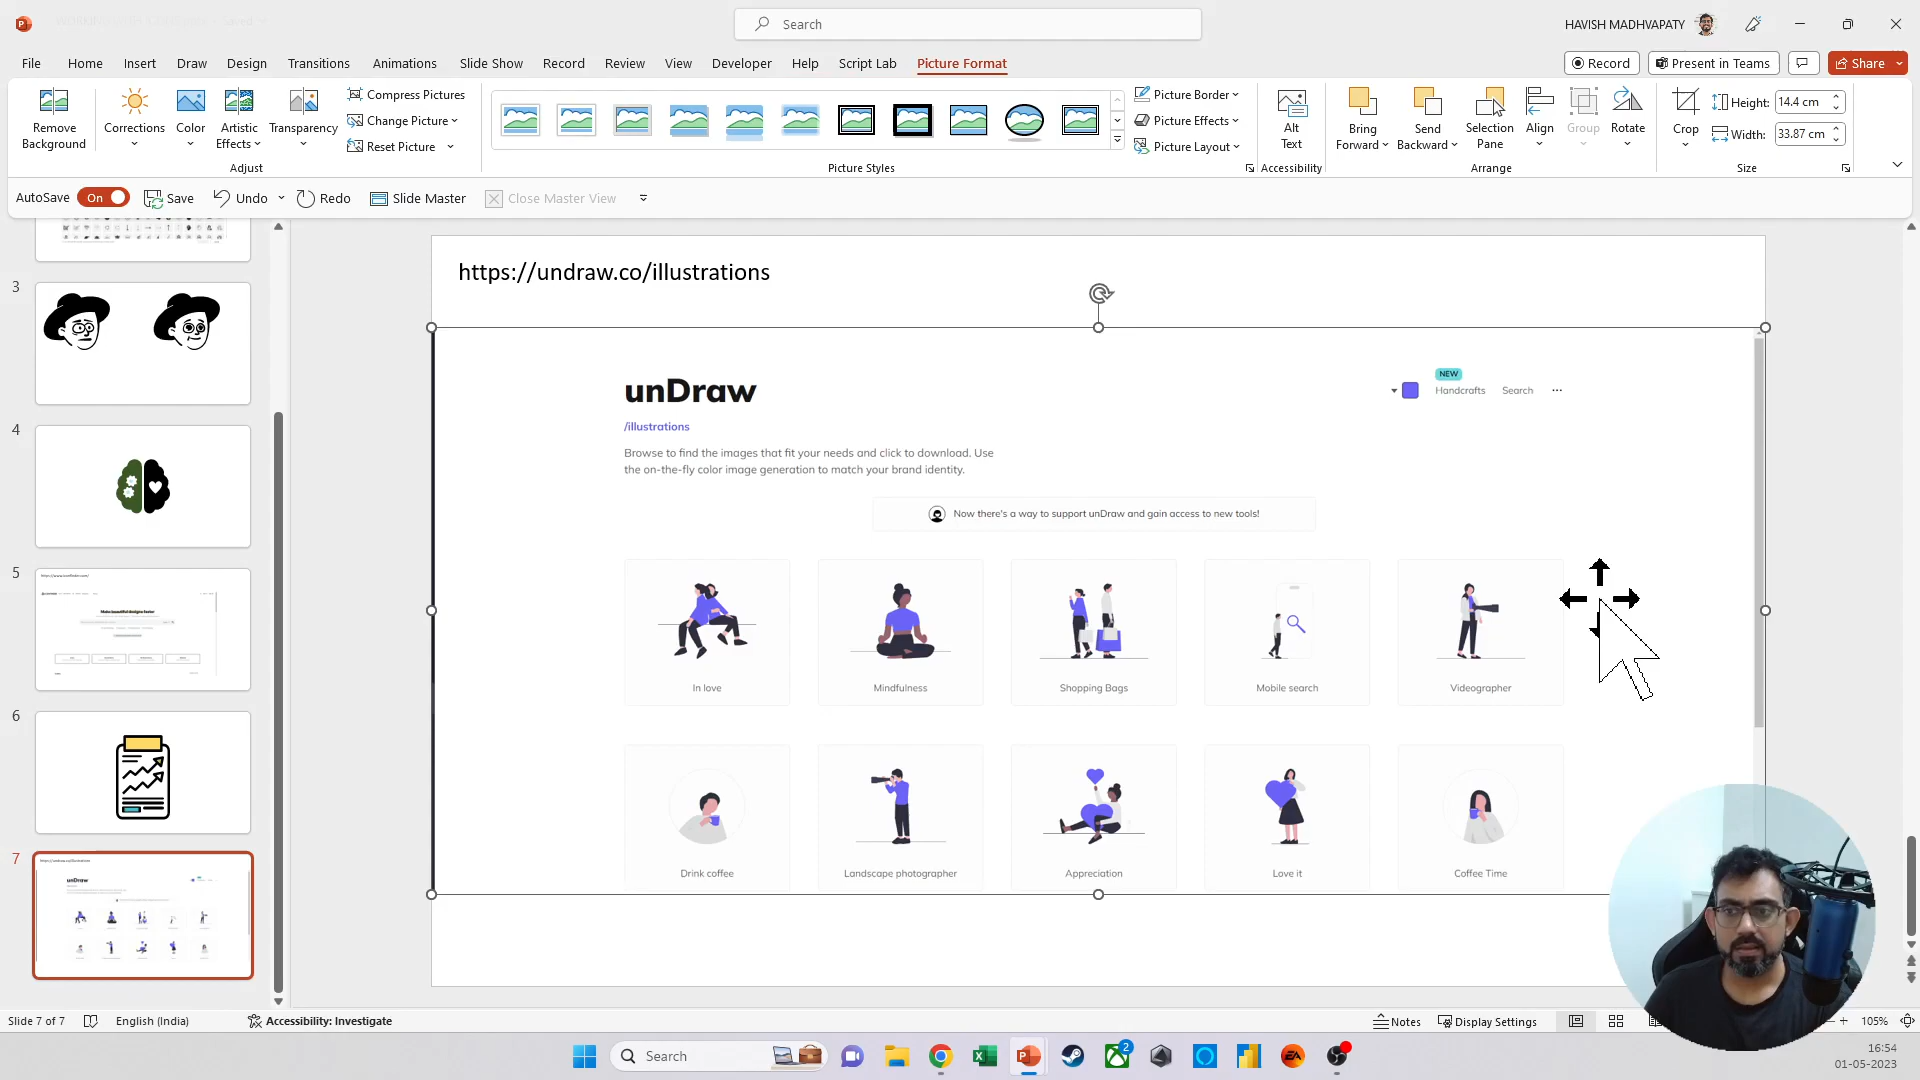 Search
HAVISH MADHVAPATY
File Home Insert Draw Design Transitions Animations Slide Show Record Review View Developer Help Script Lab Picture Format
Record Present in Teams Share
Remove Background
Corrections
Color
Artistic Effects
Transparency
Compress Pictures
Change Picture
Reset Picture
Adjust
Picture Styles
Picture Border
Picture Effects
Picture Layout
Alt Text
Accessibility
Bring Forward
Send Backward
Selection Pane
Align
Group
Rotate
Arrange
Crop
Height: 14.4 cm
Width: 33.87 cm
Size
AutoSave On Save Undo Redo Slide Master Close Master View
3
4
5
6
7
https://undraw.co/illustrations
unDraw
NEW
Handcrafts Search ...
/illustrations
Browse to find the images that fit your needs and click to download. Use
the on-the-fly color image generation to match your brand identity.
Now there's a way to support unDraw and gain access to new tools!
In love Mindfulness Shopping Bags Mobile search Videographer
Drink coffee Landscape photographer Appreciation Love it Coffee Time
Slide 7 of 7 English (India) Accessibility: Investigate Notes Display Settings 105%
Search
2
16:54
01-05-2023